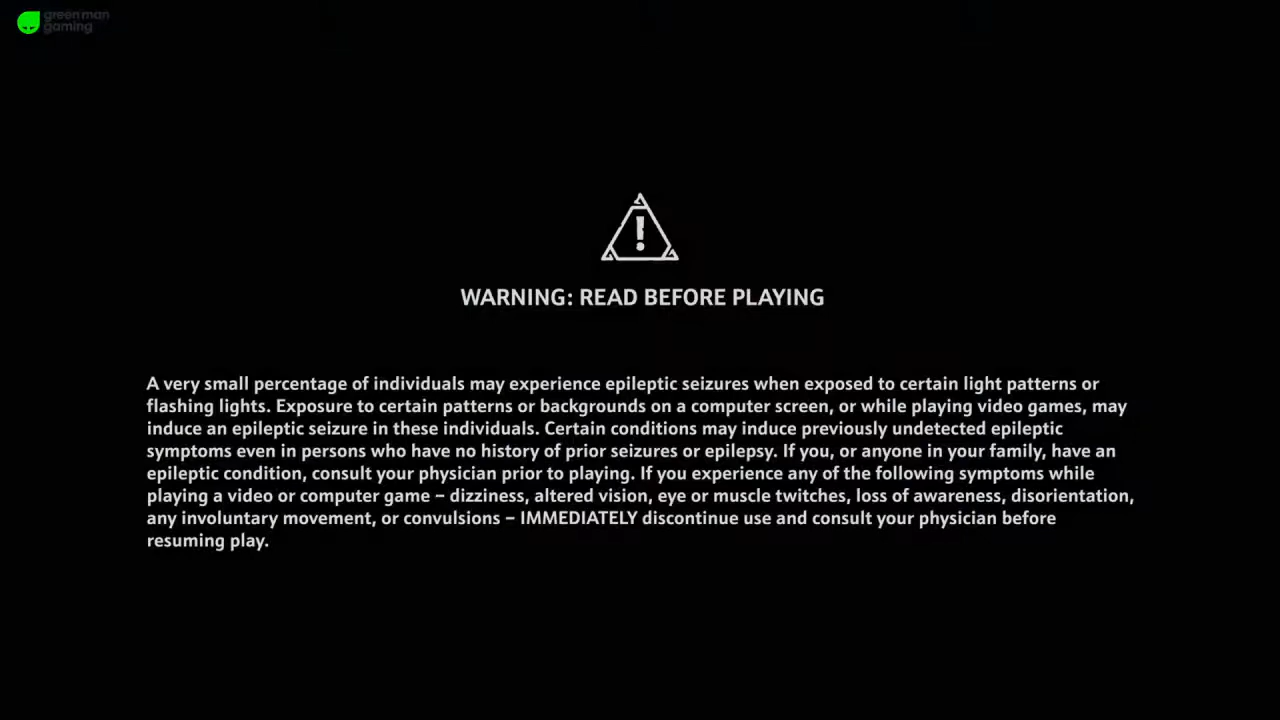 green man
gaming
!
WARNING: READ BEFORE PLAYING
A very small percentage of individuals may experience epileptic seizures when exposed to certain light patterns or
flashing lights. Exposure to certain patterns or backgrounds on a computer screen, or while playing video games, may
induce an epileptic seizure in these individuals. Certain conditions may induce previously undetected epileptic
symptoms even in persons who have no history of prior seizures or epilepsy. If you, or anyone in your family, have an
epileptic condition, consult your physician prior to playing. If you experience any of the following symptoms while
playing a video or computer game – dizziness, altered vision, eye or muscle twitches, loss of awareness, disorientation,
any involuntary movement, or convulsions – IMMEDIATELY discontinue use and consult your physician before
resuming play.